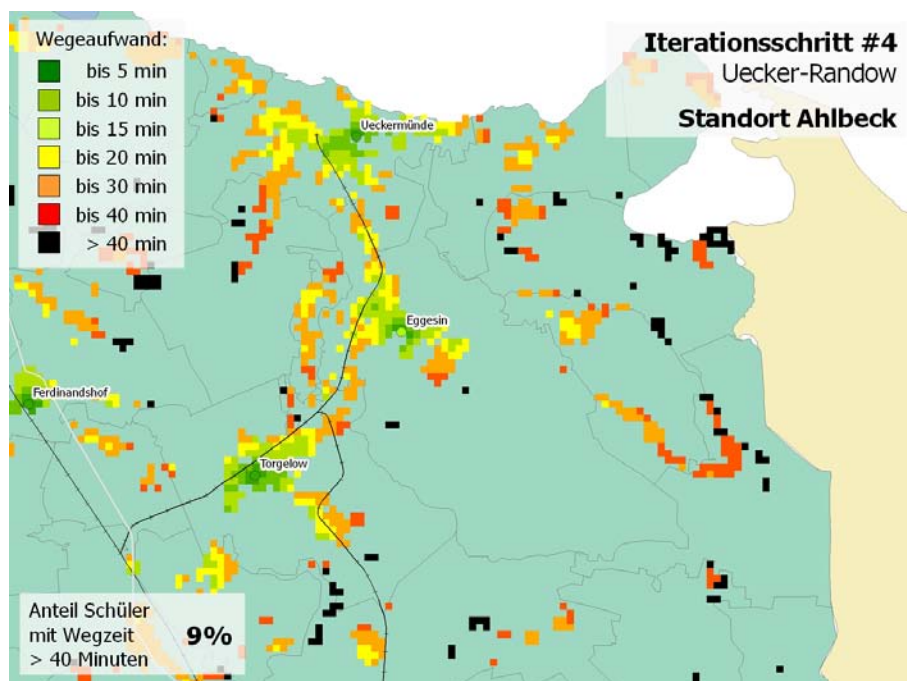 Wegeaufwand:
bis 5 min
bis 10 min
bis 15 min
bis 20 min
bis 30 min
bis 40 min
> 40 min
Iterationsschritt #4
Uecker-Randow
Standort Ahlbeck
Ueckermünde
Eggesin
Ferdinandshof
Torgelow
Anteil Schüler
mit Wegzeit 9%
> 40 Minuten